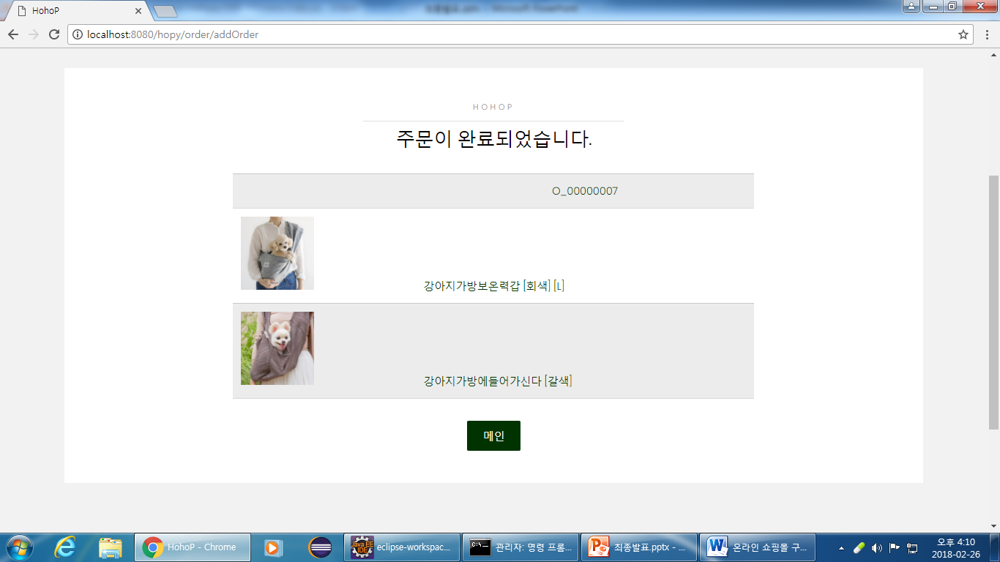 HohoP
localhost:8080/hopy/order/addOrder
HOHOP
주문이 완료되었습니다.
O_00000007
강아지가방보온력갑 [회색] [L]
강아지가방에들어가신다 [갈색]
메인
HohoP - Chrome
Java EE IDE
eclipse-workspac...
C:\_
관리자: 명령 프롬...
최종발표.pptx - ...
온라인 쇼핑몰 구...
오후 4:10
2018-02-26